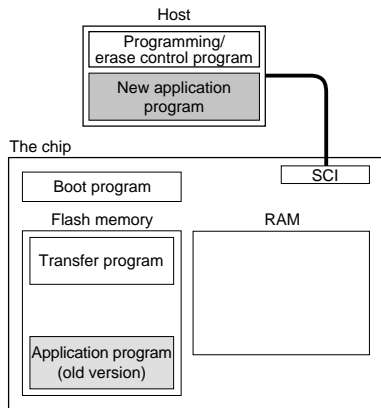 Host
Programming/
erase control program
New application
program
The chip
SCI
Boot program
Flash memory
RAM
Transfer program
Application program
(old version)